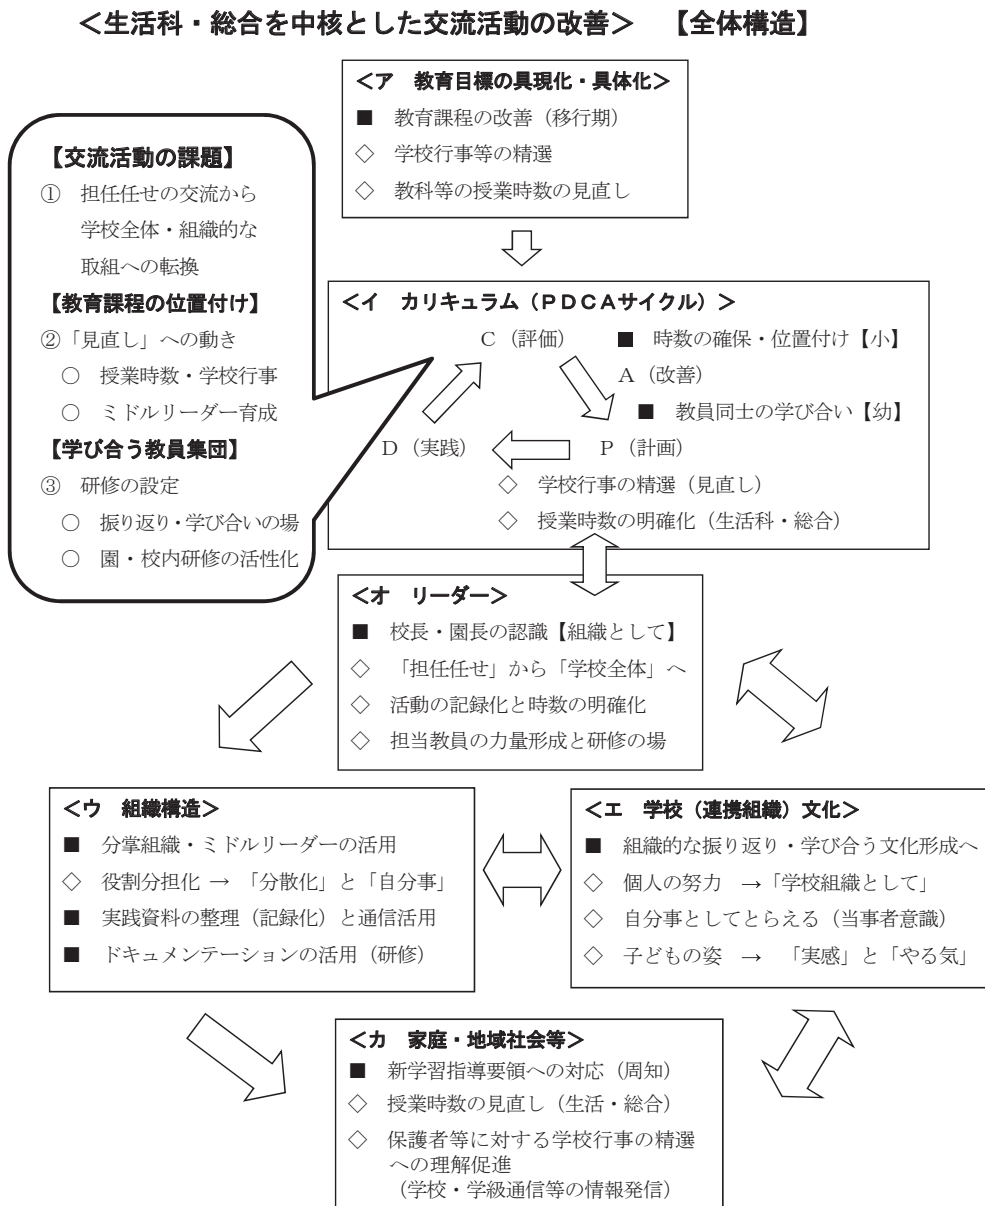 ＜生活科・総合を中核とした交流活動の改善＞　【全体構造】
＜ア　教育目標の具現化・具体化＞
■　教育課程の改善（移行期）
◇　学校行事等の精選
◇　教科等の授業時数の見直し
【交流活動の課題】
①　担任任せの交流から
学校全体・組織的な
取組への転換
【教育課程の位置付け】
②「見直し」への動き
○　授業時数・学校行事
○　ミドルリーダー育成
【学び合う教員集団】
③　研修の設定
○　振り返り・学び合いの場
○　園・校内研修の活性化
＜イ　カリキュラム（ＰＤＣＡサイクル）＞
C（評価）　■　時数の確保・位置付け【小】
A（改善）
■　教員同士の学び合い【幼】
D（実践）　P（計画）
◇　学校行事の精選（見直し）
◇　授業時数の明確化（生活科・総合）
＜オ　リーダー＞
■　校長・園長の認識【組織として】
◇　「担任任せ」から「学校全体」へ
◇　活動の記録化と時数の明確化
◇　担当教員の力量形成と研修の場
＜ウ　組織構造＞
■　分掌組織・ミドルリーダーの活用
◇　役割分担化 → 「分散化」と「自分事」
■　実践資料の整理（記録化）と通信活用
■　ドキュメンテーションの活用（研修）
＜エ　学校（連携組織）文化＞
■　組織的な振り返り・学び合う文化形成へ
◇　個人の努力　→「学校組織として」
◇　自分事としてとらえる（当事者意識）
◇　子どもの姿　→　「実感」と「やる気」
＜カ　家庭・地域社会等＞
■　新学習指導要領への対応（周知）
◇　授業時数の見直し（生活・総合）
◇　保護者等に対する学校行事の精選
への理解促進
（学校・学級通信等の情報発信）